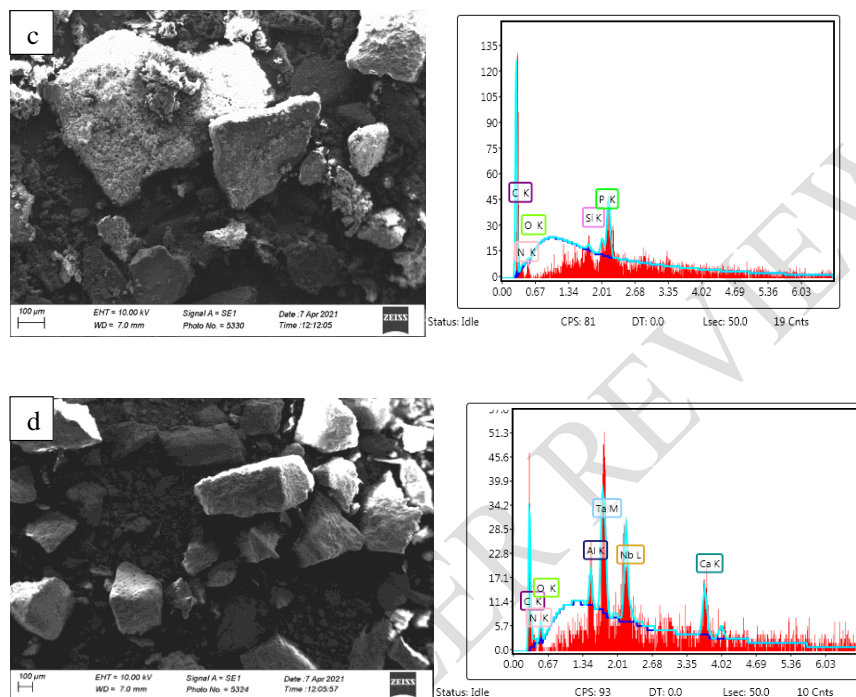 c
135
120
105
90
75
60
45
30
15
0
C K
O K
N K
Si K
P K
0.00 0.67 1.34 2.01 2.68 3.35 4.02 4.69 5.36 6.03
100 µm
EHT = 10.00 kV
WD = 7.0 mm
Signal A = SE1
Photo No. = 5330
Date :7 Apr 2021
Time :12:12:05
ZEISS
Status: Idle CPS: 81 DT: 0.0 Lsec: 50.0 19 Cnts
d
57.0
51.3
45.6
39.9
34.2
28.5
22.8
17.1
11.4
5.7
0.0
Ta M
Al K
Nb L
Ca K
O K
C K
N K
0.00 0.67 1.34 2.01 2.68 3.35 4.02 4.69 5.36 6.03
100 µm
EHT = 10.00 kV
WD = 7.0 mm
Signal A = SE1
Photo No. = 5324
Date :7 Apr 2021
Time :12:05:57
ZEISS
Status: Idle CPS: 93 DT: 0.0 Lsec: 50.0 10 Cnts
EER REVIEW